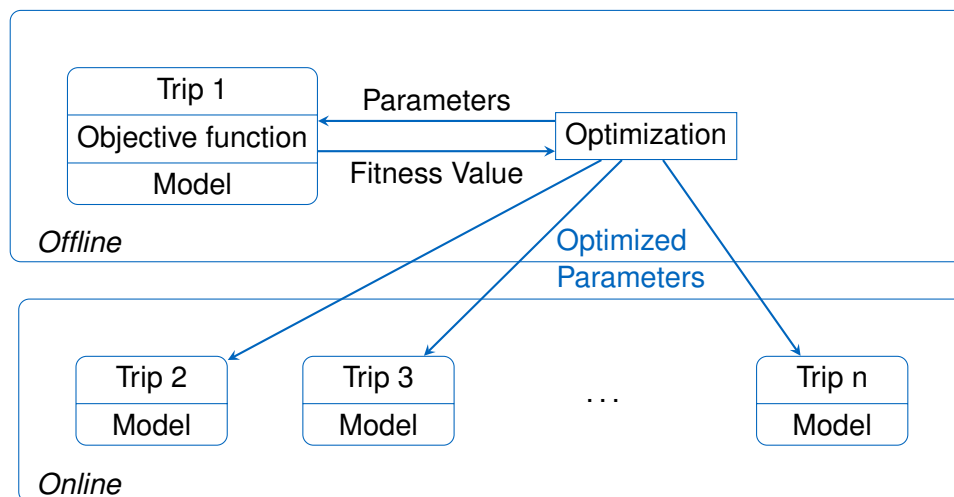 Trip 1
Objective function
Model
Parameters
Fitness Value
Optimization
Offline
Optimized
Parameters
Trip 2
Model
Trip 3
Model
...
Trip n
Model
Online